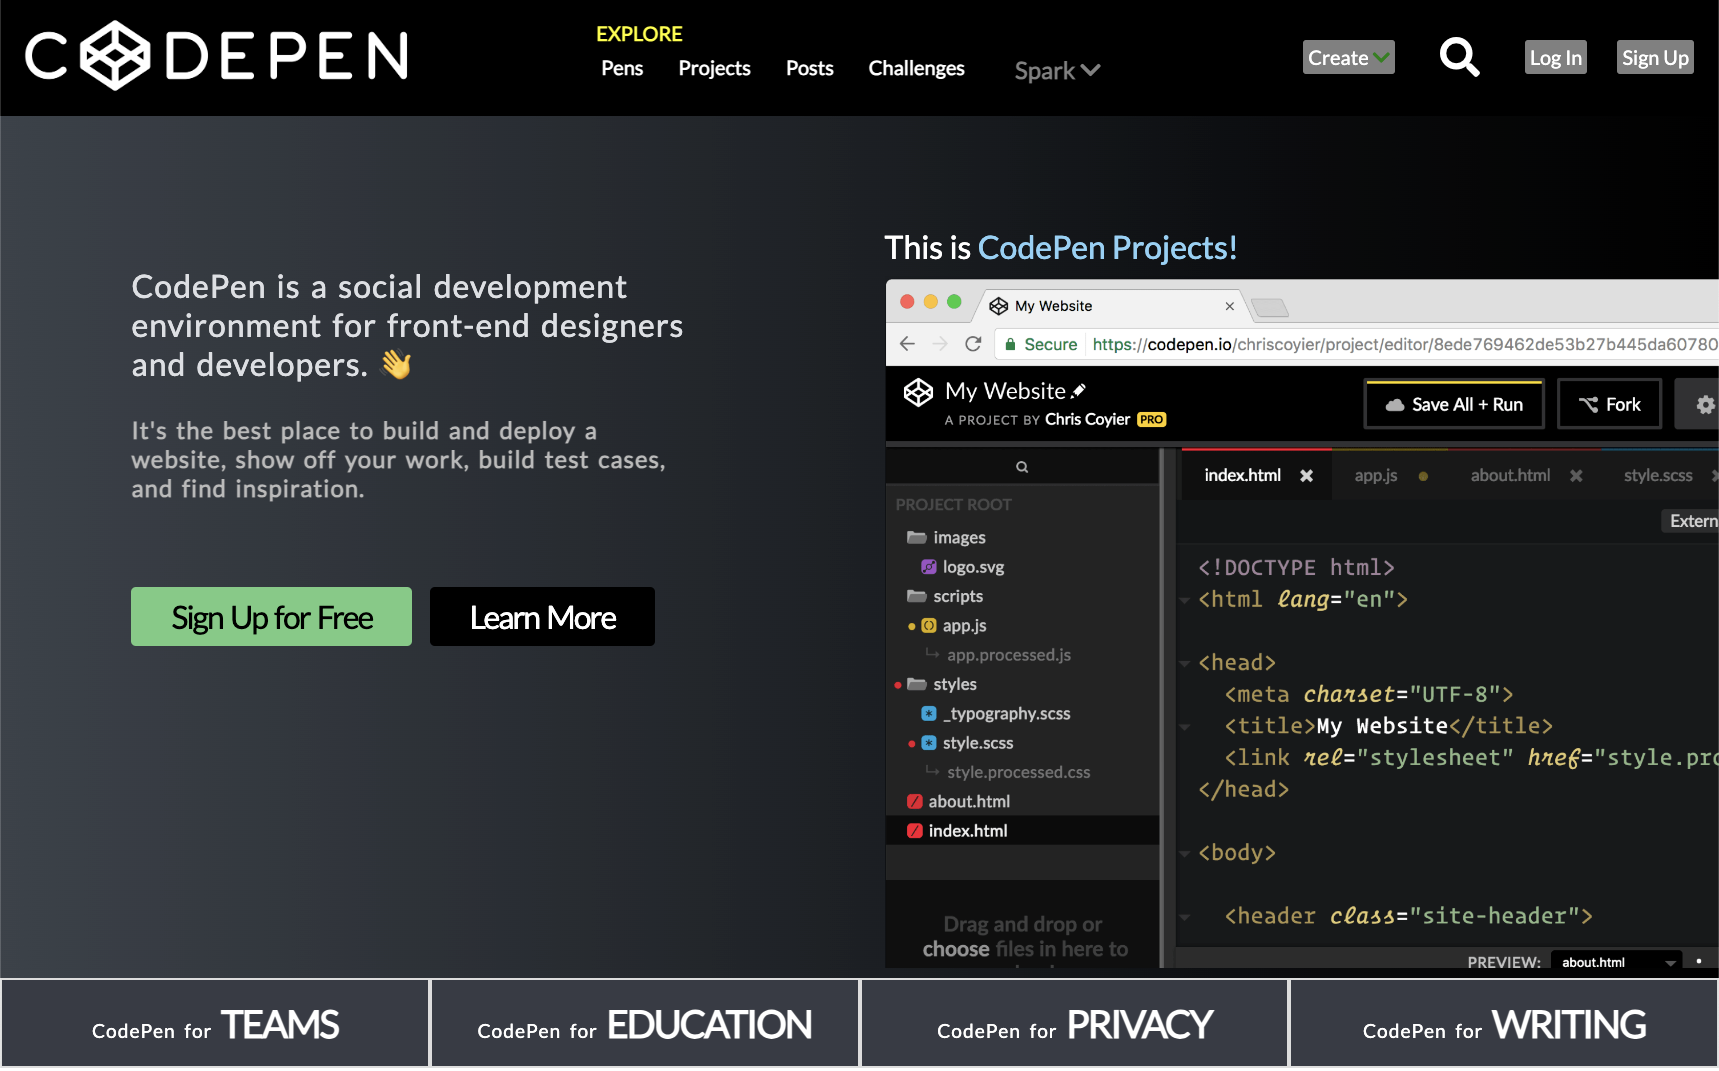 CODEPEN
EXPLORE
Pens Projects Posts Challenges Spark
Create Log In Sign Up
CodePen is a social development
environment for front-end designers
and developers. 👋
It's the best place to build and deploy a
website, show off your work, build test cases,
and find inspiration.
Sign Up for Free Learn More
This is CodePen Projects!
My Website
Secure https://codepen.io/chriscoyier/project/editor/8ede769462de53b27b445da60780
My Website
A PROJECT BY Chris Coyier PRO
Save All + Run Fork
index.html app.js about.html style.scss
Extern
PROJECT ROOT
images
logo.svg
scripts
app.js
app.processed.js
styles
_typography.scss
style.scss
style.processed.css
about.html
index.html
Drag and drop or
choose files in here to
<!DOCTYPE html>
<html lang="en">
<head>
<meta charset="UTF-8">
<title>My Website</title>
<link rel="stylesheet" href="style.pro
</head>
<body>
<header class="site-header">
PREVIEW: about.html
CodePen for TEAMS
CodePen for EDUCATION
CodePen for PRIVACY
CodePen for WRITING